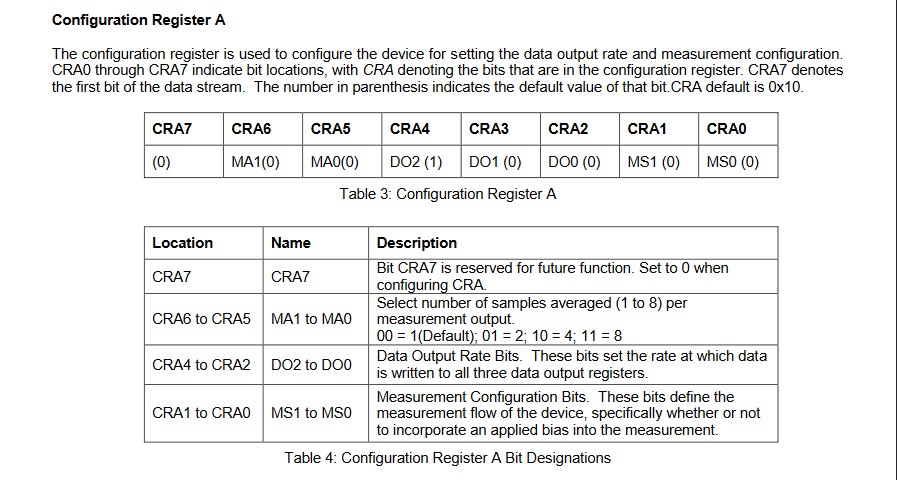 Configuration Register A
The configuration register is used to configure the device for setting the data output rate and measurement configuration.
CRA0 through CRA7 indicate bit locations, with CRA denoting the bits that are in the configuration register. CRA7 denotes
the first bit of the data stream.  The number in parenthesis indicates the default value of that bit.CRA default is 0x10.
CRA7 CRA6 CRA5 CRA4 CRA3 CRA2 CRA1 CRA0
(0) MA1(0) MA0(0) DO2 (1) DO1 (0) DO0 (0) MS1 (0) MS0 (0)
Table 3: Configuration Register A
Location Name Description
CRA7 CRA7 Bit CRA7 is reserved for future function. Set to 0 when
configuring CRA.
CRA6 to CRA5 MA1 to MA0 Select number of samples averaged (1 to 8) per
measurement output.
00 = 1(Default); 01 = 2; 10 = 4; 11 = 8
CRA4 to CRA2 DO2 to DO0 Data Output Rate Bits.  These bits set the rate at which data
is written to all three data output registers.
CRA1 to CRA0 MS1 to MS0 Measurement Configuration Bits.  These bits define the
measurement flow of the device, specifically whether or not
to incorporate an applied bias into the measurement.
Table 4: Configuration Register A Bit Designations